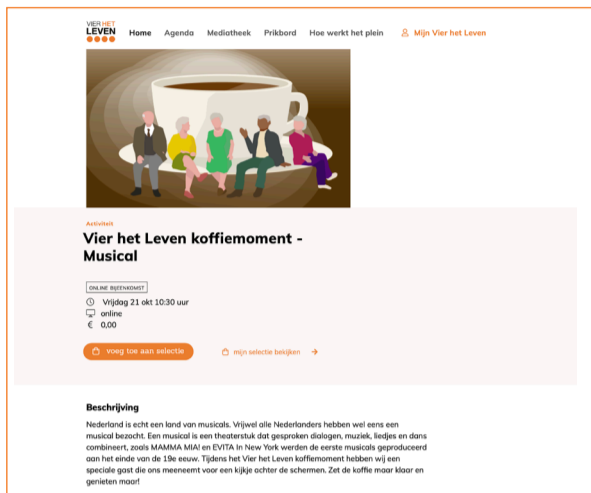 VIER HET
LEVEN
Home Agenda Mediatheek Prikbord Hoe werkt het plein Mijn Vier het Leven
Activiteit
Vier het Leven koffiemoment -
Musical
ONLINE BIJEENKOMST
Vrijdag 21 okt 10:30 uur
online
€ 0,00
voeg toe aan selectie mijn selectie bekijken →
Beschrijving
Nederland is echt een land van musicals. Vrijwel alle Nederlanders hebben wel eens een
musical bezocht. Een musical is een theaterstuk dat gesproken dialogen, muziek, liedjes en dans
combineert, zoals MAMMA MIA! en EVITA In New York werden de eerste musicals geproduceerd
aan het einde van de 19e eeuw. Tijdens het Vier het Leven koffiemoment hebben wij een
speciale gast die ons meeneemt voor een kijkje achter de schermen. Zet de koffie maar klaar en
genieten maar!